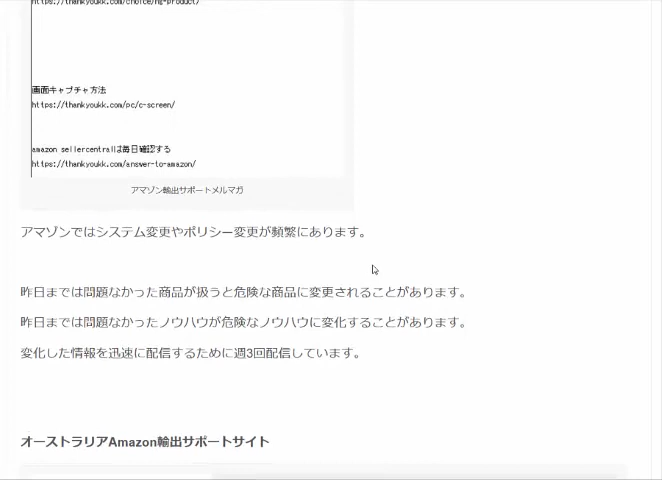 https://thankyoukk.com/choice/ng-product/
画面キャプチャ方法
https://thankyoukk.com/pc/c-screen/
amazon sellercentralは毎日確認する
https://thankyoukk.com/answer-to-amazon/
アマゾン輸出サポートメルマガ
アマゾンではシステム変更やポリシー変更が頻繁にあります。
昨日までは問題なかった商品が扱うと危険な商品に変更されることがあります。
昨日までは問題なかったノウハウが危険なノウハウに変化することがあります。
変化した情報を迅速に配信するために週3回配信しています。
オーストラリアAmazon輸出サポートサイト